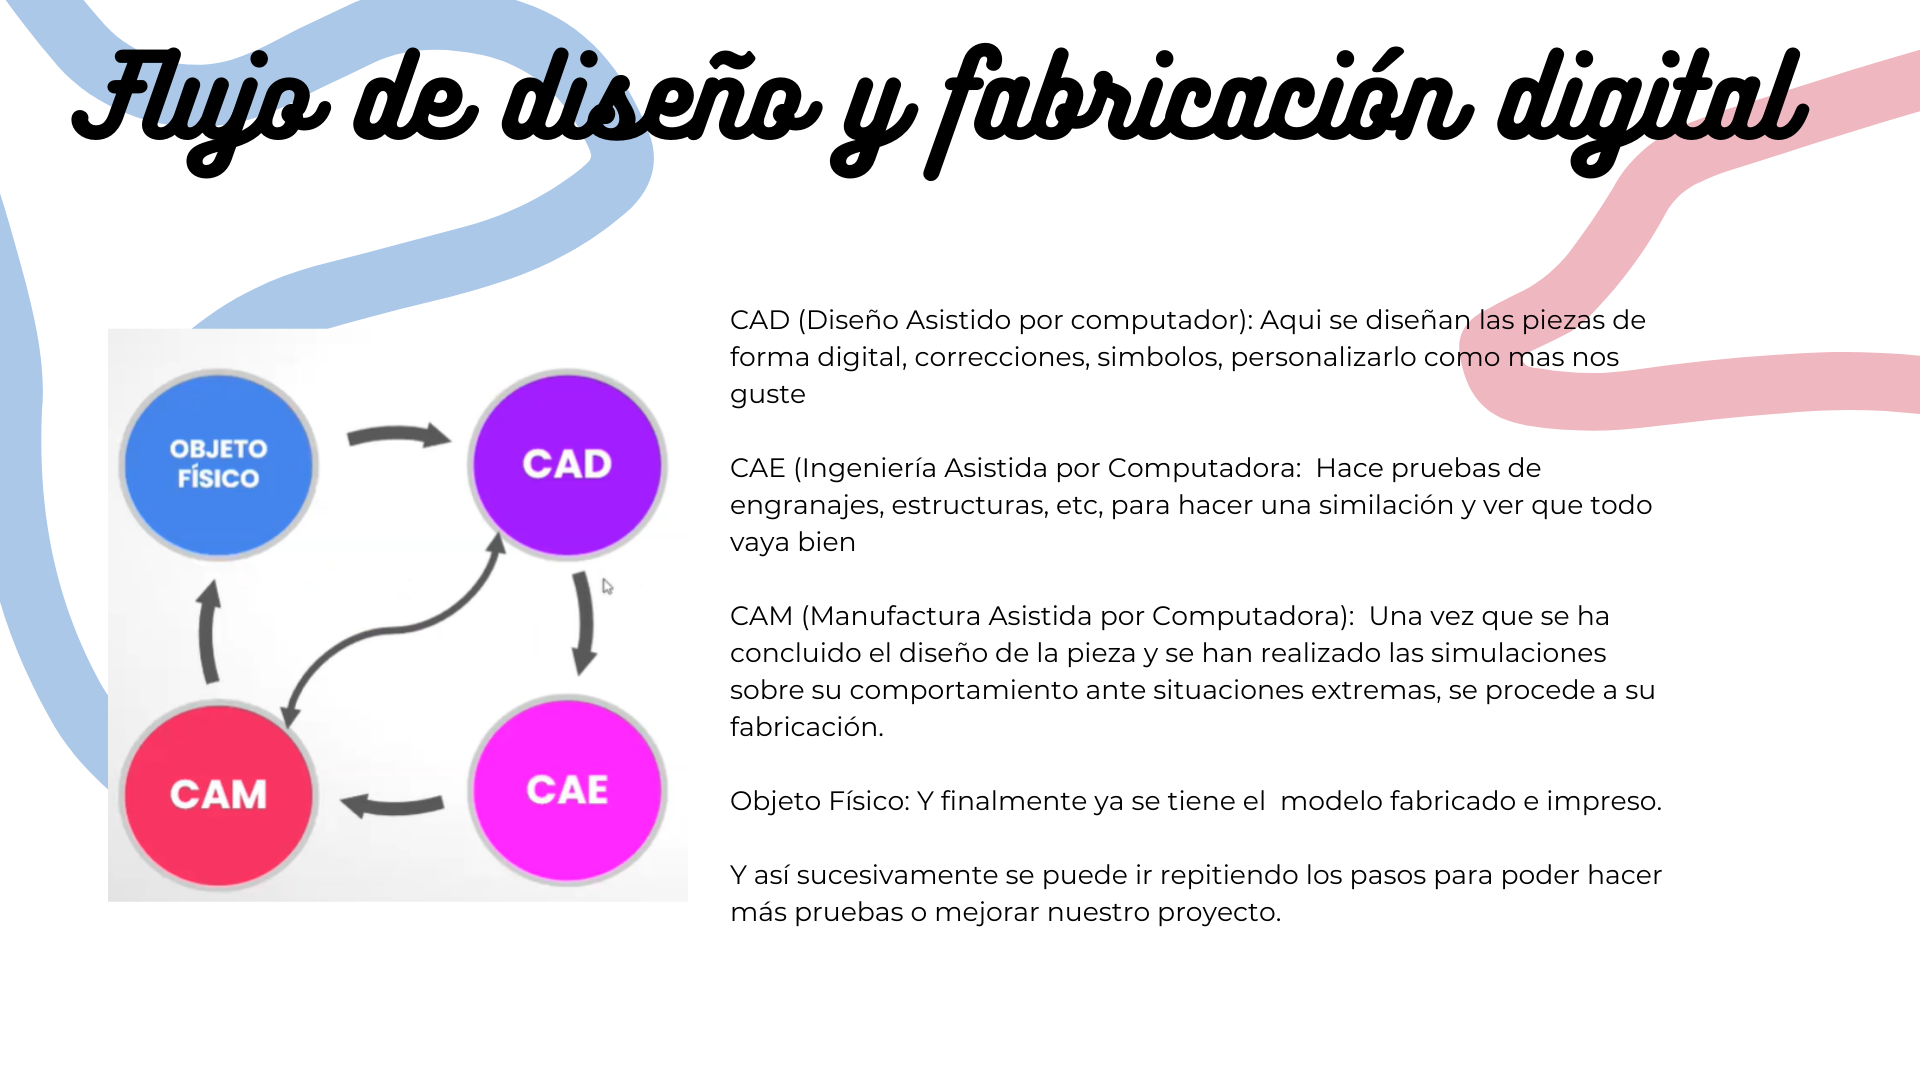 Flujo de diseño y fabricación digital
OBJETO
FÍSICO
CAD
CAM
CAE
CAD (Diseño Asistido por computador): Aqui se diseñan las piezas de
forma digital, correcciones, simbolos, personalizarlo como mas nos
guste
CAE (Ingeniería Asistida por Computadora:  Hace pruebas de
engranajes, estructuras, etc, para hacer una similación y ver que todo
vaya bien
CAM (Manufactura Asistida por Computadora):  Una vez que se ha
concluido el diseño de la pieza y se han realizado las simulaciones
sobre su comportamiento ante situaciones extremas, se procede a su
fabricación.
Objeto Físico: Y finalmente ya se tiene el  modelo fabricado e impreso.
Y así sucesivamente se puede ir repitiendo los pasos para poder hacer
más pruebas o mejorar nuestro proyecto.